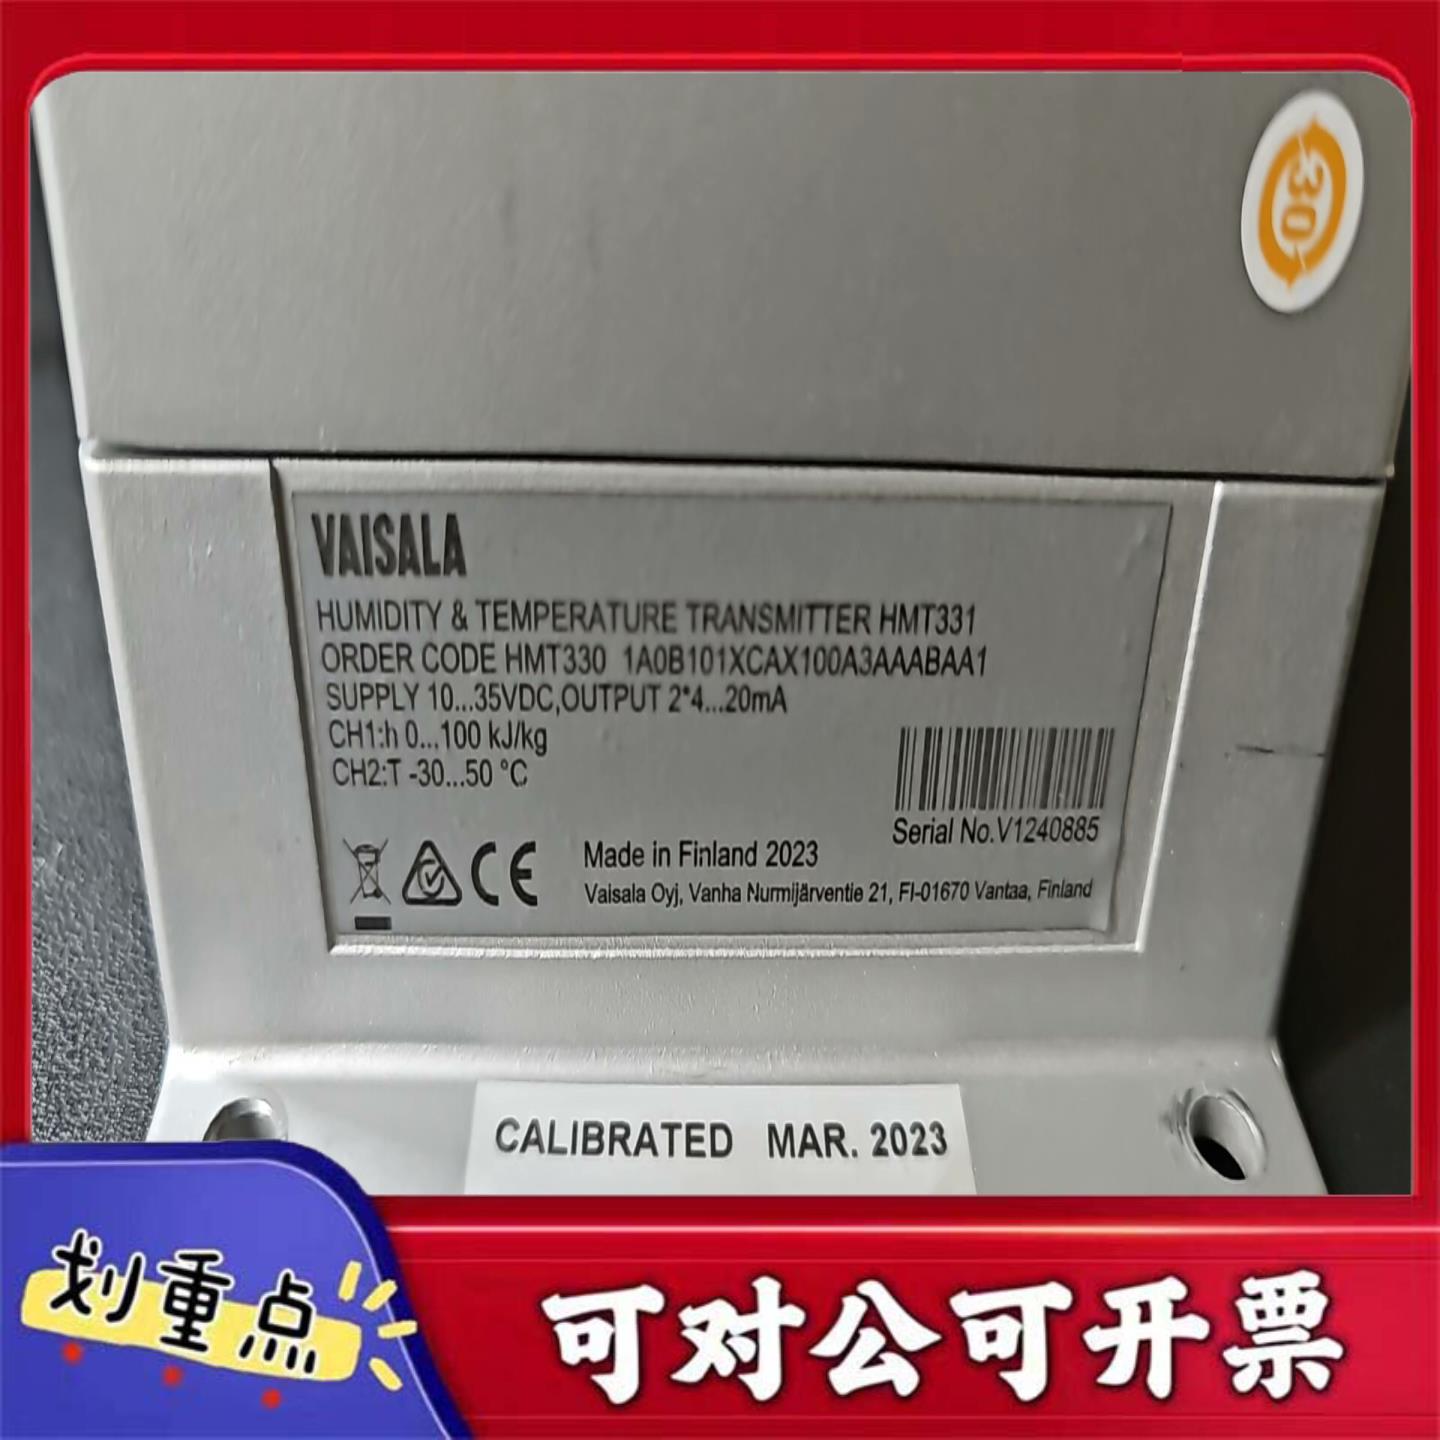 30
VAISALA
HUMIDITY & TEMPERATURE TRANSMITTER HMT331
ORDER CODE HMT330 1A0B101XCAX100A3AAABAA1
SUPPLY 10...35VDC,OUTPUT 2*4...20mA
CH1:h 0...100 kJ/kg
CH2:T -30...50 °C
Serial No.V1240885
CE
Made in Finland 2023
Vaisala Oyj, Vanha Nurmijärventie 21, FI-01670 Vantaa, Finland
CALIBRATED MAR. 2023
划重点
可对公可开票